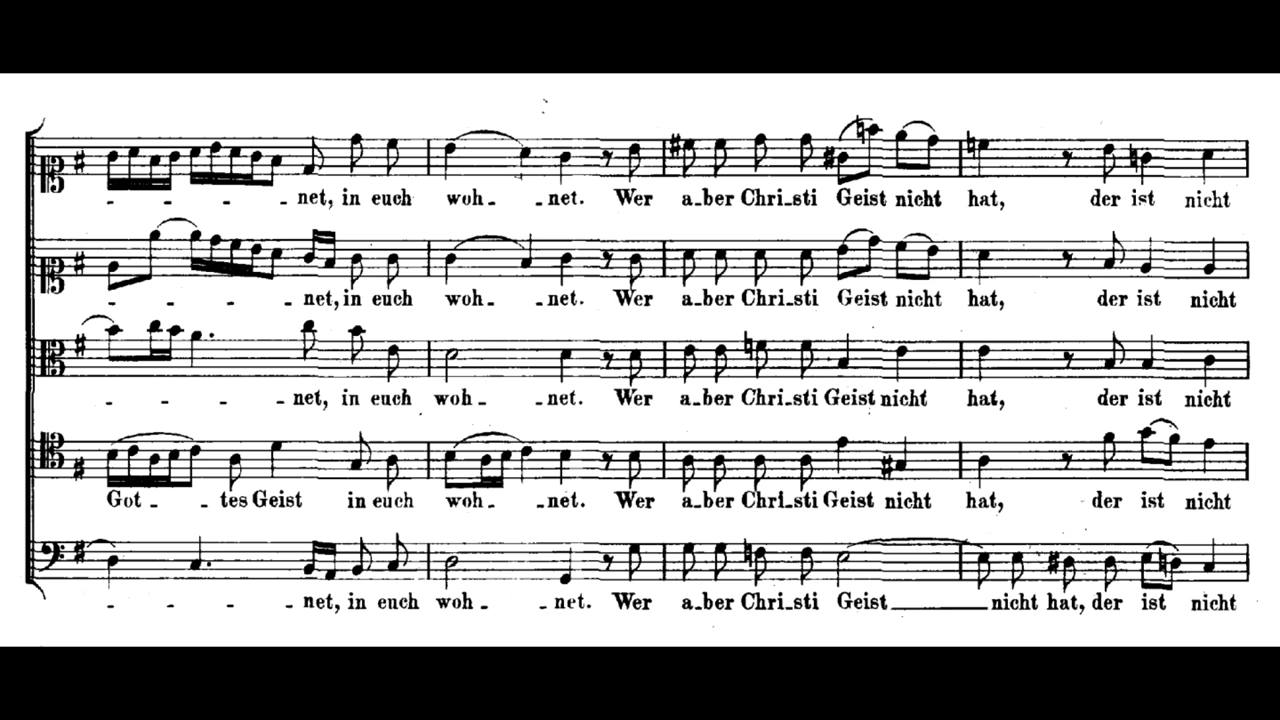 - - - - net, in euch woh - - net. Wer a-ber Chri-sti Geist nicht hat, der ist nicht
- - - - net, in euch woh - - net. Wer a-ber Chri-sti Geist nicht hat, der ist nicht
- - - - net, in euch woh - - net. Wer a-ber Chri-sti Geist nicht hat, der ist nicht
Got - - tes Geist in euch woh - - net. Wer a-ber Chri-sti Geist nicht hat, der ist nicht
- - - - net, in euch woh - - net. Wer a-ber Chri-sti Geist nicht hat, der ist nicht